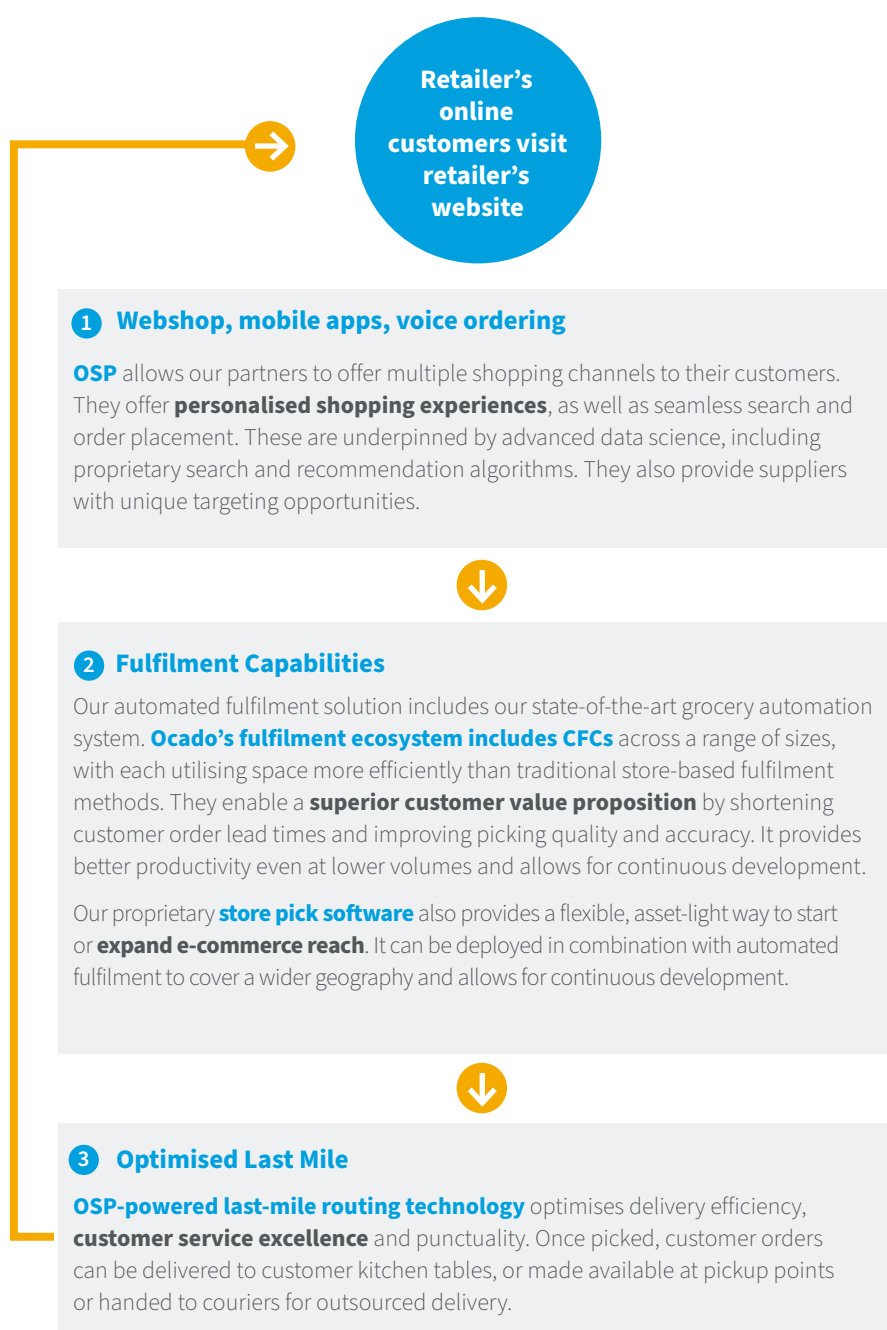 Retailer’s
online
customers visit
retailer’s
website
1 Webshop, mobile apps, voice ordering
OSP allows our partners to offer multiple shopping channels to their customers.
They offer personalised shopping experiences, as well as seamless search and
order placement. These are underpinned by advanced data science, including
proprietary search and recommendation algorithms. They also provide suppliers
with unique targeting opportunities.
2 Fulfilment Capabilities
Our automated fulfilment solution includes our state-of-the-art grocery automation
system. Ocado’s fulfilment ecosystem includes CFCs across a range of sizes,
with each utilising space more efficiently than traditional store-based fulfilment
methods. They enable a superior customer value proposition by shortening
customer order lead times and improving picking quality and accuracy. It provides
better productivity even at lower volumes and allows for continuous development.
Our proprietary store pick software also provides a flexible, asset-light way to start
or expand e-commerce reach. It can be deployed in combination with automated
fulfilment to cover a wider geography and allows for continuous development.
3 Optimised Last Mile
OSP-powered last-mile routing technology optimises delivery efficiency,
customer service excellence and punctuality. Once picked, customer orders
can be delivered to customer kitchen tables, or made available at pickup points
or handed to couriers for outsourced delivery.